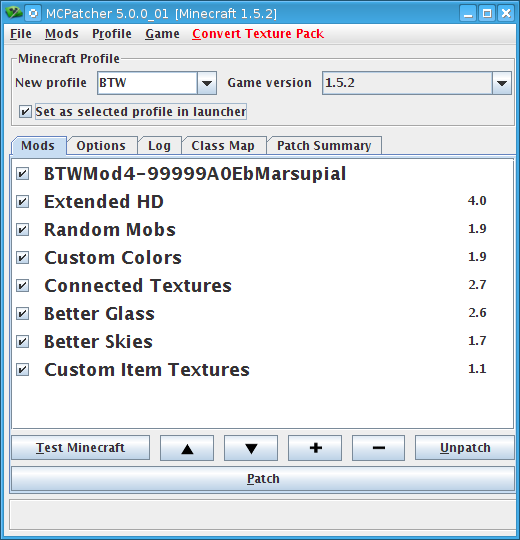 MCPatcher 5.0.0_01 [Minecraft 1.5.2]
File Mods Profile Game Convert Texture Pack
Minecraft Profile
New profile BTW Game version 1.5.2
Set as selected profile in launcher
Mods Options Log Class Map Patch Summary
BTWMod4-99999A0EbMarsupial
Extended HD 4.0
Random Mobs 1.9
Custom Colors 1.9
Connected Textures 2.7
Better Glass 2.6
Better Skies 1.7
Custom Item Textures 1.1
Test Minecraft ▲ ▼ + − Unpatch
Patch